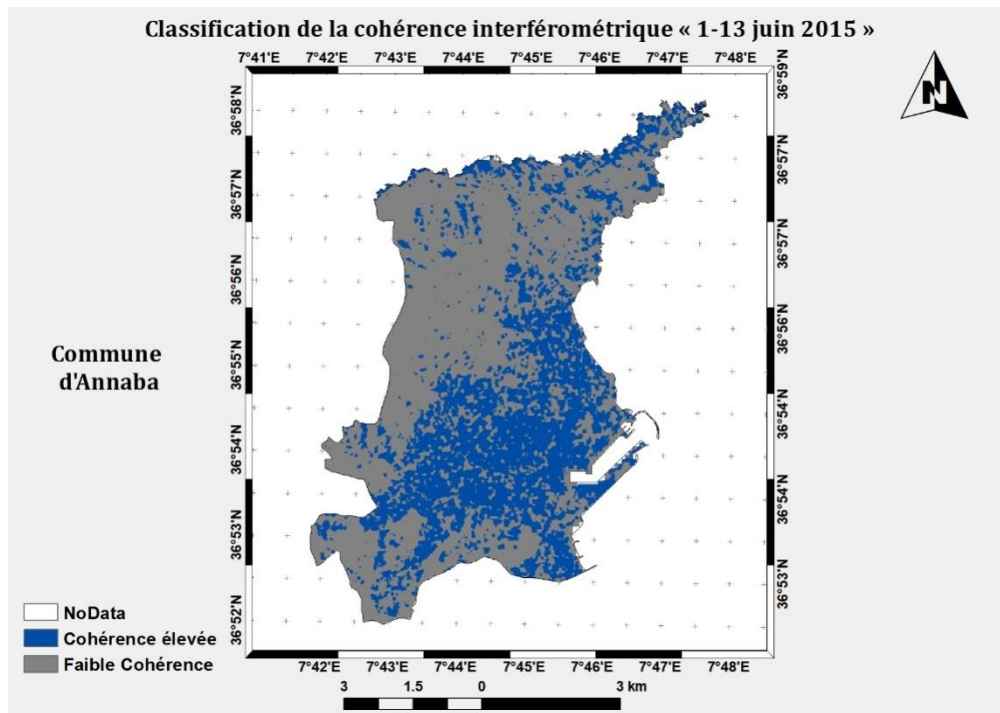 Classification de la cohérence interférométrique « 1-13 juin 2015 »
7°41'E 7°42'E 7°43'E 7°44'E 7°45'E 7°46'E 7°47'E 7°48'E
N
36°58'N
36°57'N
36°56'N
36°55'N
36°54'N
36°53'N
36°52'N
36°59'N
36°57'N
36°57'N
36°56'N
36°54'N
36°54'N
36°53'N
Commune
d'Annaba
NoData
Cohérence élevée
Faible Cohérence
7°42'E 7°43'E 7°44'E 7°45'E 7°46'E 7°47'E 7°48'E
3 1.5 0 3 km